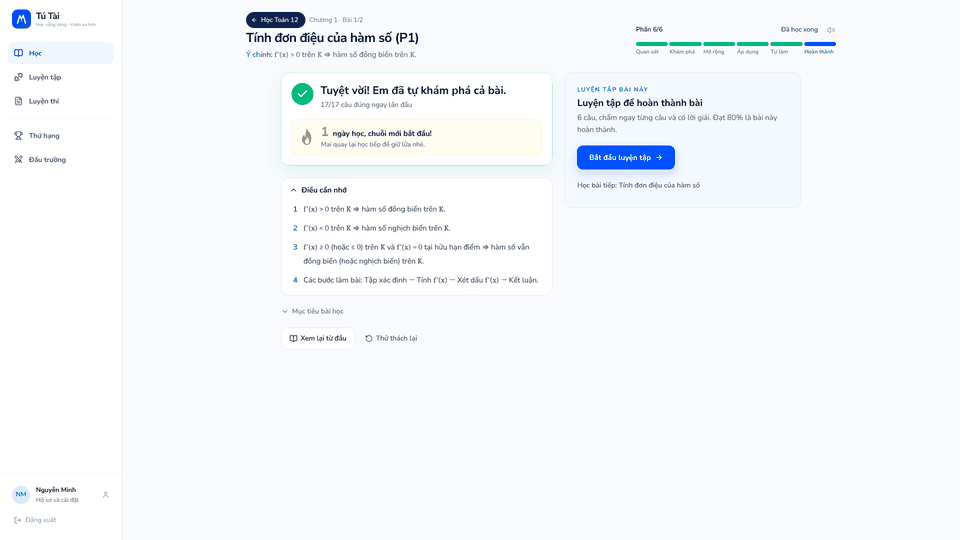 Tú Tài
Học vững vàng · Vươn xa hơn
Học
Luyện tập
Luyện thi
Thứ hạng
Đấu trường
NM
Nguyễn Minh
Hồ sơ và cài đặt
Đăng xuất
← Học Toán 12
Chương 1 · Bài 1/2
Tính đơn điệu của hàm số (P1)
Ý chính: f′(x) > 0 trên K ⇒ hàm số đồng biến trên K.
Phần 6/6
Đã học xong
Quan sát
Khám phá
Mở rộng
Áp dụng
Tự làm
Hoàn thành
Tuyệt vời! Em đã tự khám phá cả bài.
17/17 câu đúng ngay lần đầu
1 ngày học, chuỗi mới bắt đầu!
Mai quay lại học tiếp để giữ lửa nhé.
Điều cần nhớ
1 f′(x) > 0 trên K ⇒ hàm số đồng biến trên K.
2 f′(x) < 0 trên K ⇒ hàm số nghịch biến trên K.
3 f′(x) ≥ 0 (hoặc ≤ 0) trên K và f′(x) = 0 tại hữu hạn điểm ⇒ hàm số vẫn
đồng biến (hoặc nghịch biến) trên K.
4 Các bước làm bài: Tập xác định → Tính f′(x) → Xét dấu f′(x) → Kết luận.
Mục tiêu bài học
Xem lại từ đầu
Thử thách lại
LUYỆN TẬP BÀI NÀY
Luyện tập để hoàn thành bài
6 câu, chấm ngay từng câu và có lời giải. Đạt 80% là bài này
hoàn thành.
Bắt đầu luyện tập →
Học bài tiếp: Tính đơn điệu của hàm số